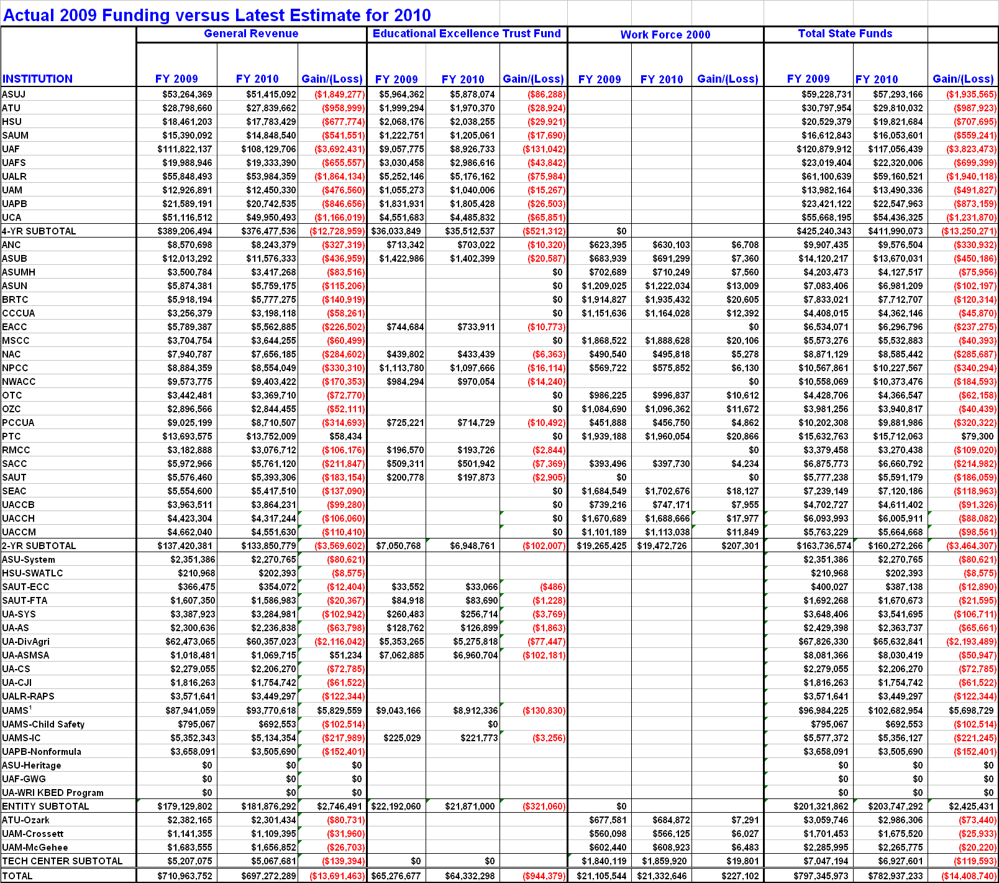 Actual 2009 Funding versus Latest Estimate for 2010
General Revenue Educational Excellence Trust Fund Work Force 2000 Total State Funds
INSTITUTION FY 2009 FY 2010 Gain/(Loss) FY 2009 FY 2010 Gain/(Loss) FY 2009 FY 2010 Gain/(Loss) FY 2009 FY 2010 Gain/(Loss)
ASUJ $53,264,369 $51,415,092 ($1,849,277) $5,964,362 $5,878,074 ($86,288) $59,228,731 $57,293,166 ($1,935,565)
ATU $28,798,660 $27,839,662 ($958,999) $1,999,294 $1,970,370 ($28,924) $30,797,954 $29,810,032 ($987,923)
HSU $18,461,203 $17,783,429 ($677,774) $2,068,176 $2,038,255 ($29,921) $20,529,379 $19,821,684 ($707,695)
SAUM $15,390,092 $14,848,540 ($541,551) $1,222,751 $1,205,061 ($17,690) $16,612,843 $16,053,601 ($559,241)
UAF $111,822,137 $108,129,706 ($3,692,431) $9,057,775 $8,926,733 ($131,042) $120,879,912 $117,056,439 ($3,823,473)
UAFS $19,988,946 $19,333,390 ($655,557) $3,030,458 $2,986,616 ($43,842) $23,019,404 $22,320,006 ($699,399)
UALR $55,848,493 $53,984,359 ($1,864,134) $5,252,146 $5,176,162 ($75,984) $61,100,639 $59,160,521 ($1,940,118)
UAM $12,926,891 $12,450,330 ($476,560) $1,055,273 $1,040,006 ($15,267) $13,982,164 $13,490,336 ($491,827)
UAPB $21,589,191 $20,742,535 ($846,656) $1,831,931 $1,805,428 ($26,503) $23,421,122 $22,547,963 ($873,159)
UCA $51,116,512 $49,950,493 ($1,166,019) $4,551,683 $4,485,832 ($65,851) $55,668,195 $54,436,325 ($1,231,870)
4-YR SUBTOTAL $389,206,494 $376,477,536 ($12,728,959) $36,033,849 $35,512,537 ($521,312) $0 $425,240,343 $411,990,073 ($13,250,271)
ANC $8,570,698 $8,243,379 ($327,319) $713,342 $703,022 ($10,320) $623,395 $630,103 $6,708 $9,907,435 $9,576,504 ($330,932)
ASUB $12,013,292 $11,576,333 ($436,959) $1,422,986 $1,402,399 ($20,587) $683,939 $691,299 $7,360 $14,120,217 $13,670,031 ($450,186)
ASUMH $3,500,784 $3,417,268 ($83,516) $0 $702,689 $710,249 $7,560 $4,203,473 $4,127,517 ($75,956)
ASUN $5,874,381 $5,759,175 ($115,206) $0 $1,209,025 $1,222,034 $13,009 $7,083,406 $6,981,209 ($102,197)
BRTC $5,918,194 $5,777,275 ($140,919) $0 $1,914,827 $1,935,432 $20,605 $7,833,021 $7,712,707 ($120,314)
CCCUA $3,256,379 $3,198,118 ($58,261) $0 $1,151,636 $1,164,028 $12,392 $4,408,015 $4,362,146 ($45,870)
EACC $5,789,387 $5,562,885 ($226,502) $744,684 $733,911 ($10,773) $0 $6,534,071 $6,296,796 ($237,275)
MSCC $3,704,754 $3,644,255 ($60,499) $0 $1,868,522 $1,888,628 $20,106 $5,573,276 $5,532,883 ($40,393)
NAC $7,940,787 $7,656,185 ($284,602) $439,802 $433,439 ($6,363) $490,540 $495,818 $5,278 $8,871,129 $8,585,442 ($285,687)
NPCC $8,884,359 $8,554,049 ($330,310) $1,113,780 $1,097,666 ($16,114) $569,722 $575,852 $6,130 $10,567,861 $10,227,567 ($340,294)
NWACC $9,573,775 $9,403,422 ($170,353) $984,294 $970,054 ($14,240) $0 $10,558,069 $10,373,476 ($184,593)
OTC $3,442,481 $3,369,710 ($72,770) $0 $986,225 $996,837 $10,612 $4,428,706 $4,366,547 ($62,158)
OZC $2,896,566 $2,844,455 ($52,111) $0 $1,084,690 $1,096,362 $11,672 $3,981,256 $3,940,817 ($40,439)
PCCUA $9,025,199 $8,710,507 ($314,693) $725,221 $714,729 ($10,492) $451,888 $456,750 $4,862 $10,202,308 $9,881,986 ($320,322)
PTC $13,693,575 $13,752,009 $58,434 $0 $1,939,188 $1,960,054 $20,866 $15,632,763 $15,712,063 $79,300
RMCC $3,182,888 $3,076,712 ($106,176) $196,570 $193,726 ($2,844) $0 $3,379,458 $3,270,438 ($109,020)
SACC $5,972,966 $5,761,120 ($211,847) $509,311 $501,942 ($7,369) $393,496 $397,730 $4,234 $6,875,773 $6,660,792 ($214,982)
SAUT $5,576,460 $5,393,306 ($183,154) $200,778 $197,873 ($2,905) $0 $0 $5,777,238 $5,591,179 ($186,059)
SEAC $5,554,600 $5,417,510 ($137,090) $0 $1,684,549 $1,702,676 $18,127 $7,239,149 $7,120,186 ($118,963)
UACCB $3,963,511 $3,864,231 ($99,280) $0 $739,216 $747,171 $7,955 $4,702,727 $4,611,402 ($91,326)
UACCH $4,423,304 $4,317,244 ($106,060) $0 $1,670,689 $1,688,666 $17,977 $6,093,993 $6,005,911 ($88,082)
UACCM $4,662,040 $4,551,630 ($110,410) $0 $1,101,189 $1,113,038 $11,849 $5,763,229 $5,664,668 ($98,561)
2-YR SUBTOTAL $137,420,381 $133,850,779 ($3,569,602) $7,050,768 $6,948,761 ($102,007) $19,265,425 $19,472,726 $207,301 $163,736,574 $160,272,266 ($3,464,307)
ASU-System $2,351,386 $2,270,765 ($80,621) $2,351,386 $2,270,765 ($80,621)
HSU-SWATLC $210,968 $202,393 ($8,575) $210,968 $202,393 ($8,575)
SAUT-ECC $366,475 $354,072 ($12,404) $33,552 $33,066 ($486) $400,027 $387,138 ($12,890)
SAUT-FTA $1,607,350 $1,586,983 ($20,367) $84,918 $83,690 ($1,228) $1,692,268 $1,670,673 ($21,595)
UA-SYS $3,387,923 $3,284,981 ($102,942) $260,483 $256,714 ($3,769) $3,648,406 $3,541,695 ($106,711)
UA-AS $2,300,636 $2,236,838 ($63,798) $128,762 $126,899 ($1,863) $2,429,398 $2,363,737 ($65,661)
UA-DivAgri $62,473,065 $60,357,023 ($2,116,042) $5,353,265 $5,275,818 ($77,447) $67,826,330 $65,632,841 ($2,193,489)
UA-ASMSA $1,018,481 $1,069,715 $51,234 $7,062,885 $6,960,704 ($102,181) $8,081,366 $8,030,419 ($50,947)
UA-CS $2,279,055 $2,206,270 ($72,785) $2,279,055 $2,206,270 ($72,785)
UA-CJI $1,816,263 $1,754,742 ($61,522) $1,816,263 $1,754,742 ($61,522)
UALR-RAPS $3,571,641 $3,449,297 ($122,344) $3,571,641 $3,449,297 ($122,344)
UAMS¹ $87,941,059 $93,770,618 $5,829,559 $9,043,166 $8,912,336 ($130,830) $96,984,225 $102,682,954 $5,698,729
UAMS-Child Safety $795,067 $692,553 ($102,514) $0 $795,067 $692,553 ($102,514)
UAMS-IC $5,352,343 $5,134,354 ($217,989) $225,029 $221,773 ($3,256) $5,577,372 $5,356,127 ($221,245)
UAPB-Nonformula $3,658,091 $3,505,690 ($152,401) $3,658,091 $3,505,690 ($152,401)
ASU-Heritage $0 $0 $0 $0 $0 $0
UAF-GWG $0 $0 $0 $0 $0 $0
UA-WRI KBED Program $0 $0 $0 $0 $0 $0
ENTITY SUBTOTAL $179,129,802 $181,876,292 $2,746,491 $22,192,060 $21,871,000 ($321,060) $0 $201,321,862 $203,747,292 $2,425,431
ATU-Ozark $2,382,165 $2,301,434 ($80,731) $677,581 $684,872 $7,291 $3,059,746 $2,986,306 ($73,440)
UAM-Crossett $1,141,355 $1,109,395 ($31,960) $560,098 $566,125 $6,027 $1,701,453 $1,675,520 ($25,933)
UAM-McGehee $1,683,555 $1,656,852 ($26,703) $602,440 $608,923 $6,483 $2,285,995 $2,265,775 ($20,220)
TECH CENTER SUBTOTAL $5,207,075 $5,067,681 ($139,394) $0 $0 $1,840,119 $1,859,920 $19,801 $7,047,194 $6,927,601 ($119,593)
TOTAL $710,963,752 $697,272,289 ($13,691,463) $65,276,677 $64,332,298 ($944,379) $21,105,544 $21,332,646 $227,102 $797,345,973 $782,937,233 ($14,408,740)